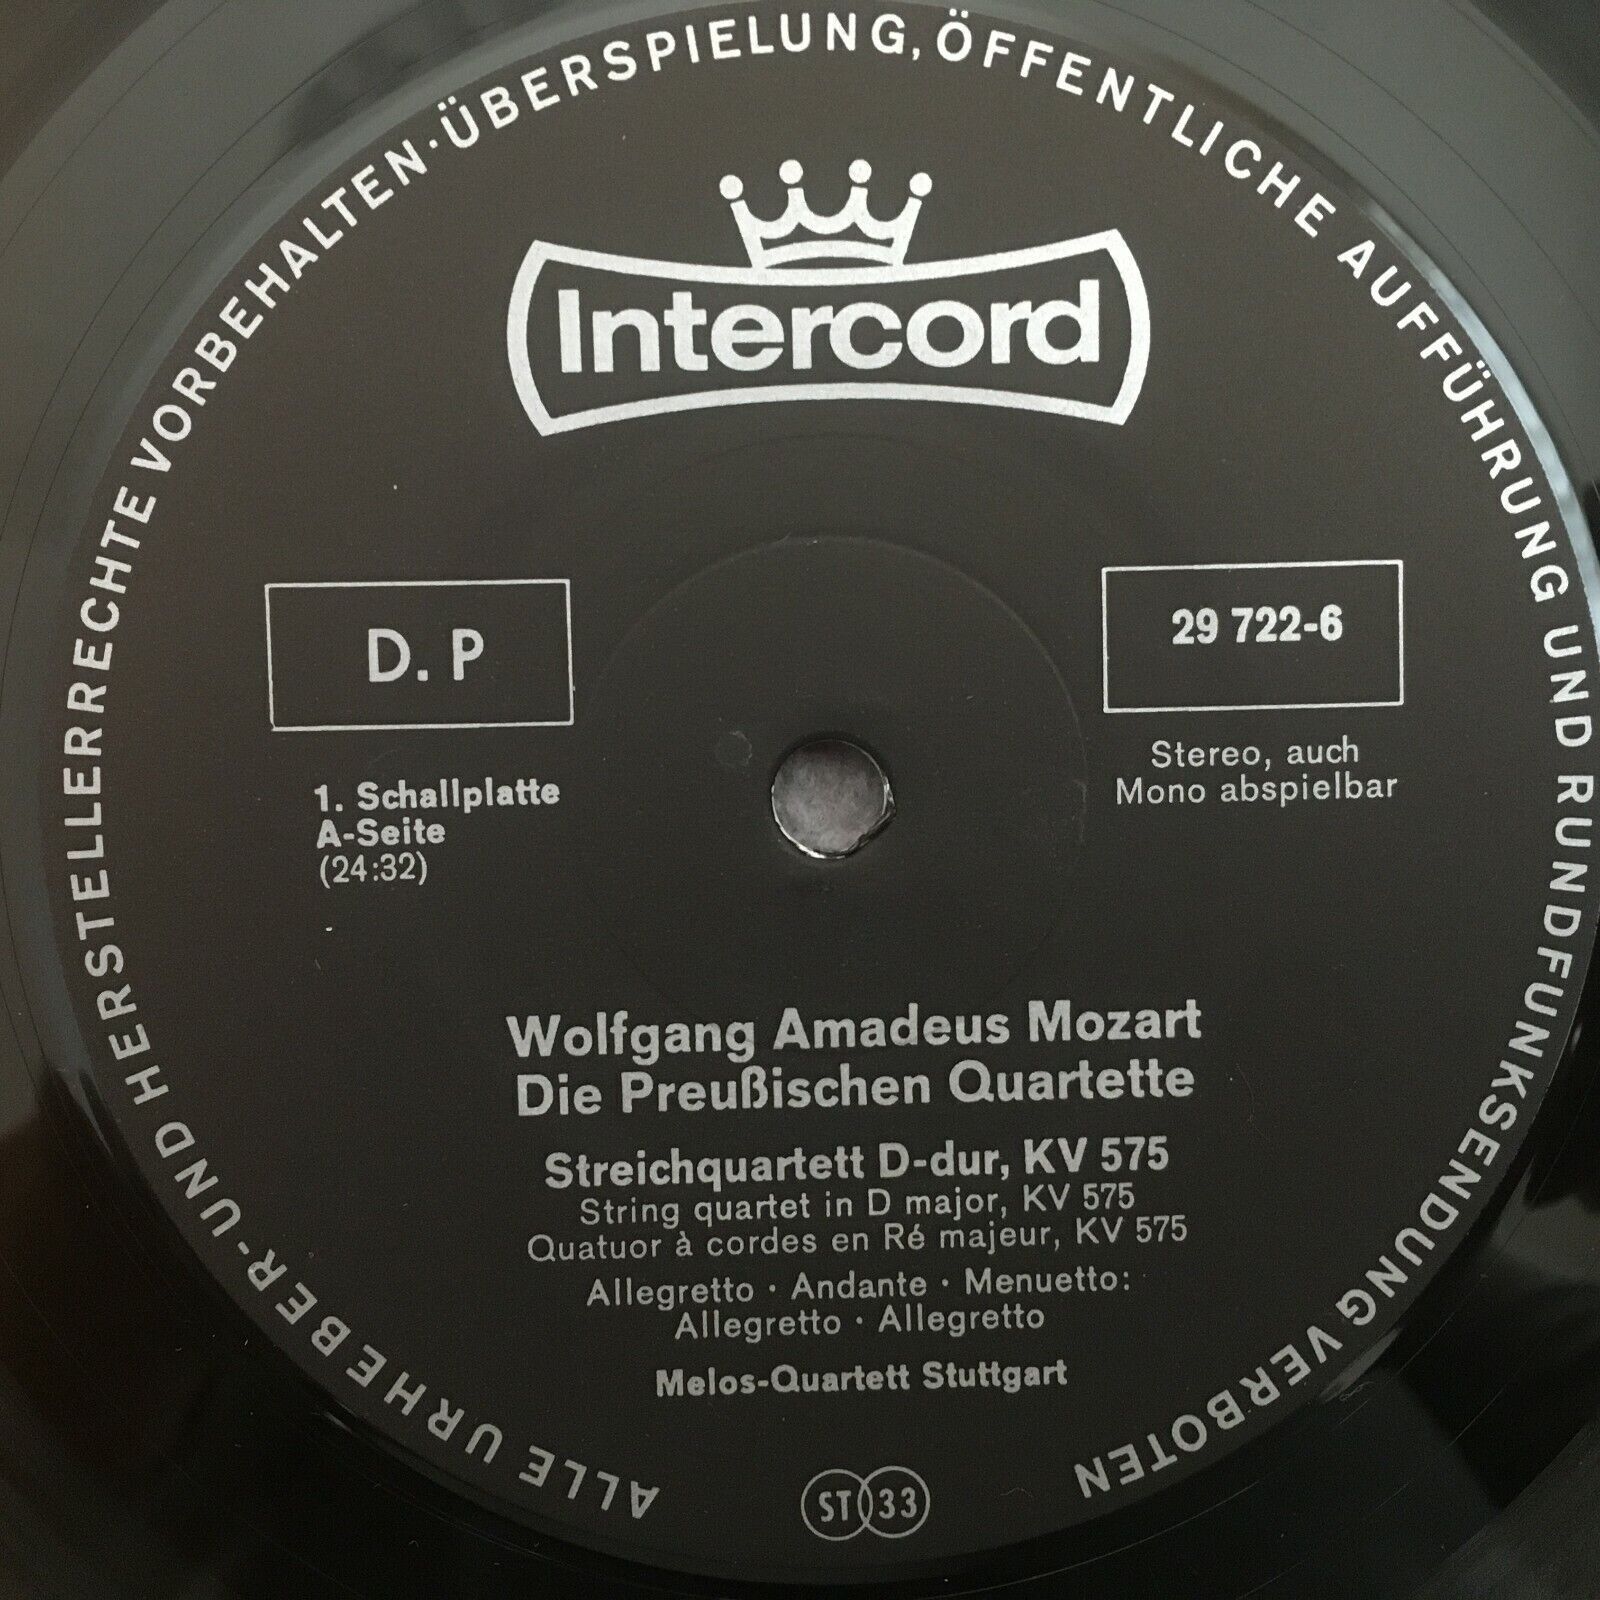 ALLE URHEBER- UND HERSTELLERRECHTE VORBEHALTEN · ÜBERSPIELUNG, ÖFFENTLICHE AUFFÜHRUNG UND RUNDFUNKSENDUNG VERBOTEN
Intercord
D. P
29 722-6
1. Schallplatte
A-Seite
(24:32)
Stereo, auch
Mono abspielbar
Wolfgang Amadeus Mozart
Die Preußischen Quartette
Streichquartett D-dur, KV 575
String quartet in D major, KV 575
Quatuor à cordes en Ré majeur, KV 575
Allegretto · Andante · Menuetto:
Allegretto · Allegretto
Melos-Quartett Stuttgart
ST 33